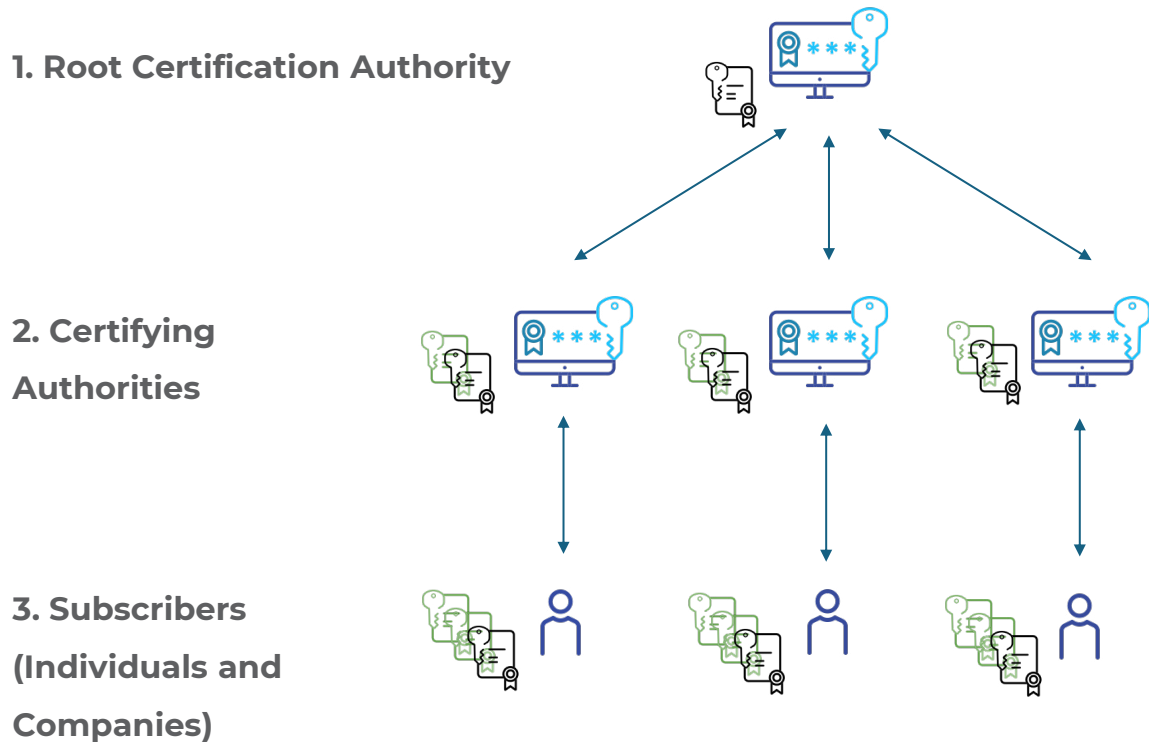 1. Root Certification Authority
***
2. Certifying
Authorities
***
***
***
3. Subscribers
(Individuals and
Companies)